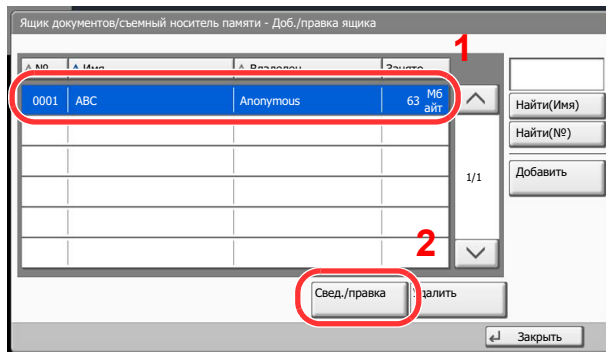 Ящик документов/съемный носитель памяти - Доб./правка ящика
1
№ Имя Владелец Занято
0001 ABC Anonymous 63 Мб
айт
Найти(Имя)
Найти(№)
1/1
Добавить
2
Свед./правка Удалить
Закрыть